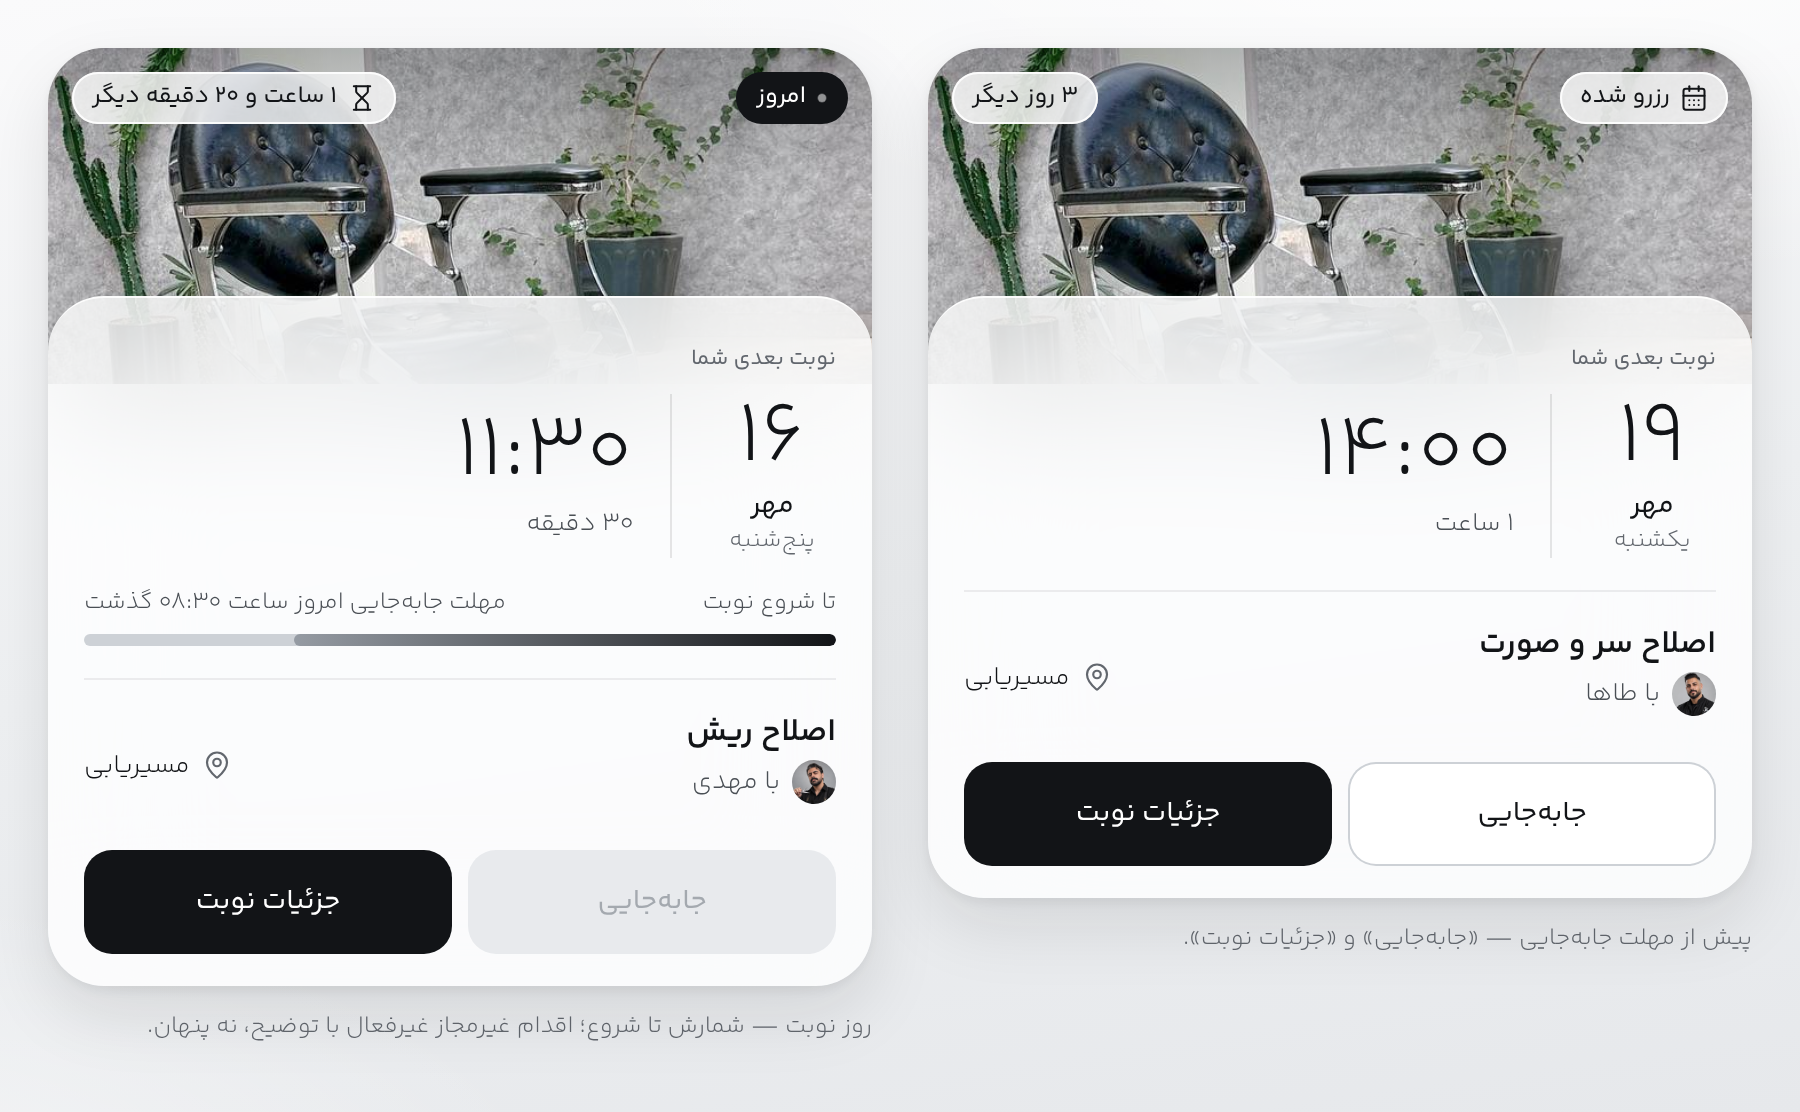 رزرو شده
۳ روز دیگر
نوبت بعدی شما
۱۹
مهر
یکشنبه
۱۴:۰۰
۱ ساعت
اصلاح سر و صورت
با طاها
مسیریابی
جابه‌جایی
جزئیات نوبت
پیش از مهلت جابه‌جایی — «جابه‌جایی» و «جزئیات نوبت».
امروز
۱ ساعت و ۲۰ دقیقه دیگر
نوبت بعدی شما
۱۶
مهر
پنج‌شنبه
۱۱:۳۰
۳۰ دقیقه
تا شروع نوبت
مهلت جابه‌جایی امروز ساعت ۰۸:۳۰ گذشت
اصلاح ریش
با مهدی
مسیریابی
جابه‌جایی
جزئیات نوبت
روز نوبت — شمارش تا شروع؛ اقدام غیرمجاز غیرفعال با توضیح، نه پنهان.